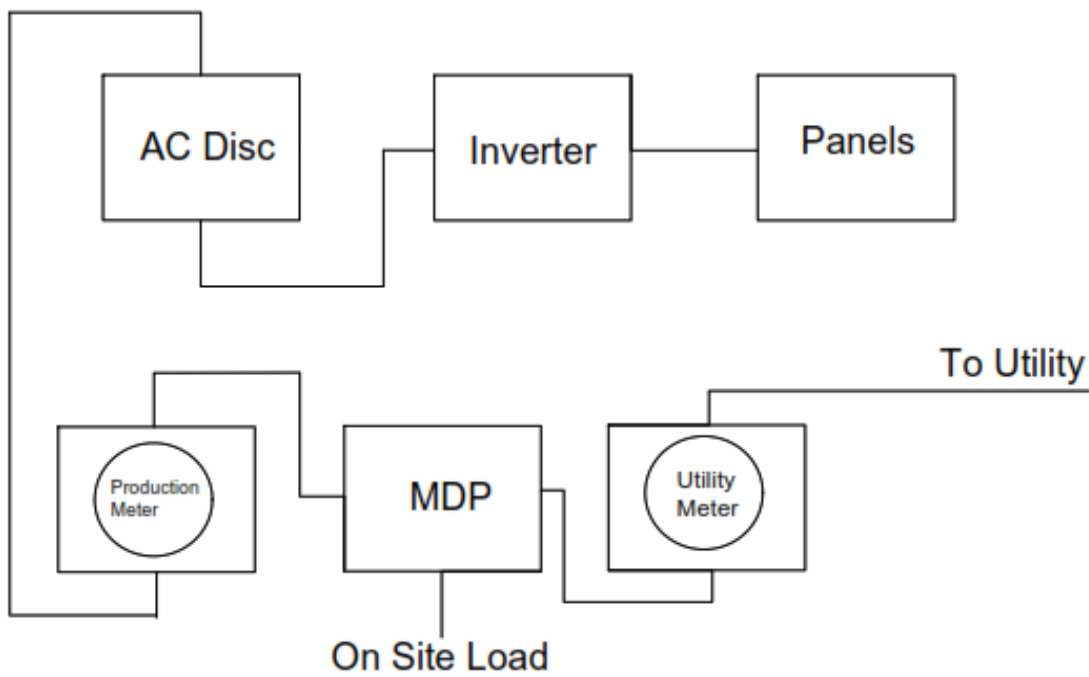 AC Disc
Inverter
Panels
To Utility
Production
Meter
MDP
Utility
Meter
On Site Load